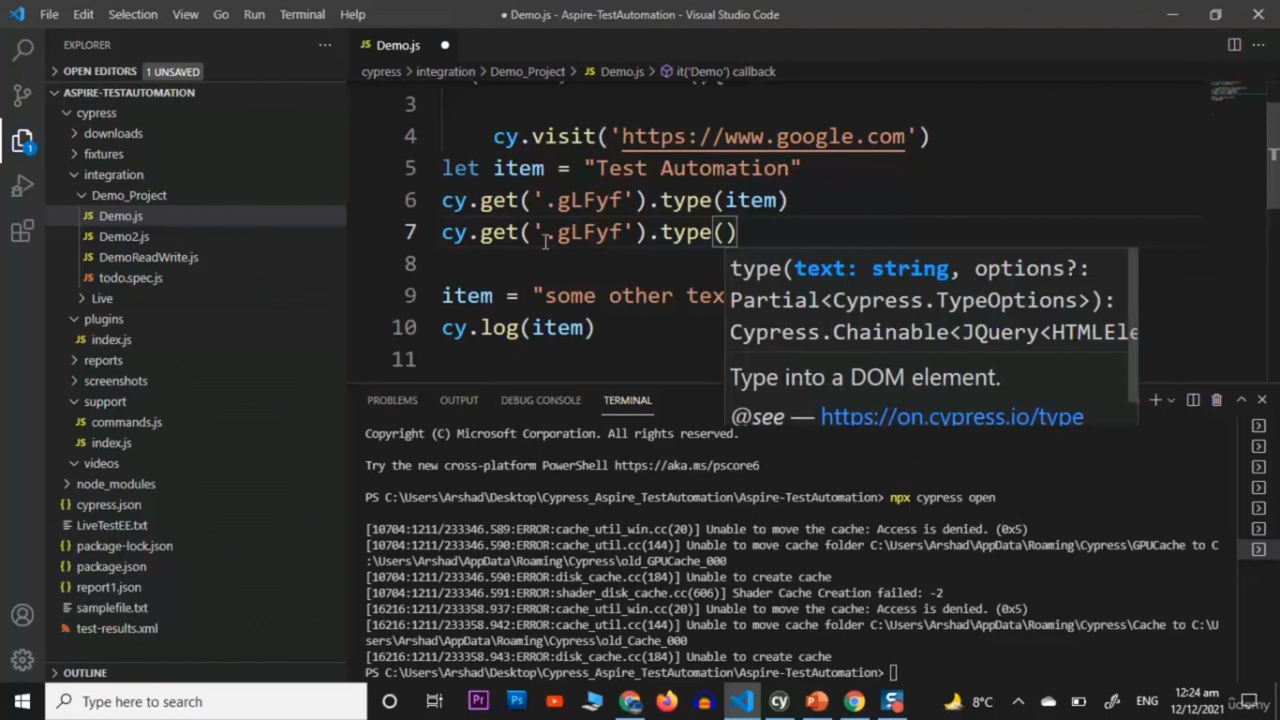 File Edit Selection View Go Run Terminal Help
● Demo.js - Aspire-TestAutomation - Visual Studio Code
EXPLORER
OPEN EDITORS 1 UNSAVED
ASPIRE-TESTAUTOMATION
cypress
downloads
fixtures
integration
Demo_Project
JS Demo.js
JS Demo2.js
JS DemoReadWrite.js
JS todo.spec.js
Live
plugins
JS index.js
reports
screenshots
support
JS commands.js
JS index.js
videos
node_modules
{} cypress.json
LiveTestEE.txt
{} package-lock.json
{} package.json
{} report1.json
samplefile.txt
test-results.xml
OUTLINE
1
JS Demo.js ●
cypress > integration > Demo_Project > JS Demo.js > it('Demo') callback
3
4 cy.visit('https://www.google.com')
5 let item = "Test Automation"
6 cy.get('.gLFyf').type(item)
7 cy.get('.gLFyf').type()
8
9 item = "some other tex
10 cy.log(item)
11
type(text: string, options?:
Partial<Cypress.TypeOptions>):
Cypress.Chainable<JQuery<HTMLEle
Type into a DOM element.
@see — https://on.cypress.io/type
PROBLEMS OUTPUT DEBUG CONSOLE TERMINAL
Copyright (C) Microsoft Corporation. All rights reserved.
Try the new cross-platform PowerShell https://aka.ms/pscore6
PS C:\Users\Arshad\Desktop\Cypress_Aspire_TestAutomation\Aspire-TestAutomation> npx cypress open
[10704:1211/233346.589:ERROR:cache_util_win.cc(20)] Unable to move the cache: Access is denied. (0x5)
[10704:1211/233346.590:ERROR:cache_util.cc(144)] Unable to move cache folder C:\Users\Arshad\AppData\Roaming\Cypress\GPUCache to C
:\Users\Arshad\AppData\Roaming\Cypress\old_GPUCache_000
[10704:1211/233346.590:ERROR:disk_cache.cc(184)] Unable to create cache
[10704:1211/233346.591:ERROR:shader_disk_cache.cc(606)] Shader Cache Creation failed: -2
[16216:1211/233358.937:ERROR:cache_util_win.cc(20)] Unable to move the cache: Access is denied. (0x5)
[16216:1211/233358.942:ERROR:cache_util.cc(144)] Unable to move cache folder C:\Users\Arshad\AppData\Roaming\Cypress\Cache to C:\U
sers\Arshad\AppData\Roaming\Cypress\old_Cache_000
[16216:1211/233358.943:ERROR:disk_cache.cc(184)] Unable to create cache
PS C:\Users\Arshad\Desktop\Cypress_Aspire_TestAutomation\Aspire-TestAutomation>
Type here to search
Pr
Ps
cy
8°C
ENG
12:24 am
12/12/2021
Udemy